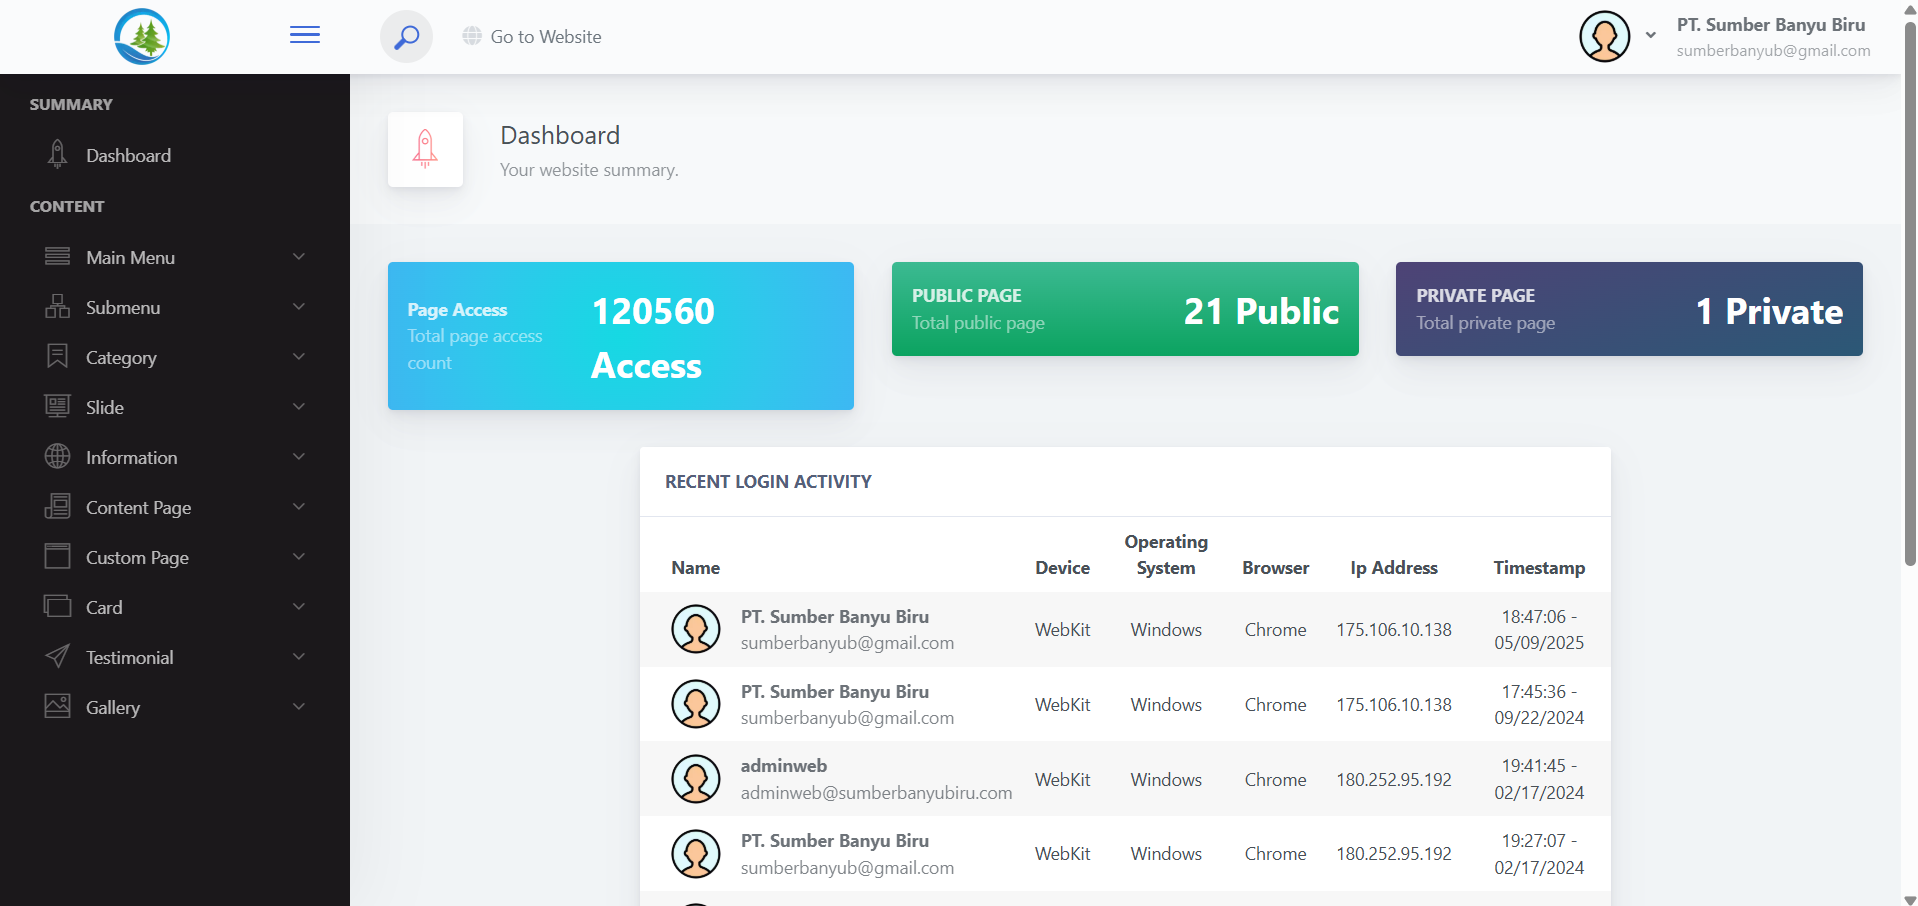 Go to Website
PT. Sumber Banyu Biru
sumberbanyub@gmail.com
SUMMARY
Dashboard
CONTENT
Main Menu
Submenu
Category
Slide
Information
Content Page
Custom Page
Card
Testimonial
Gallery
Dashboard
Your website summary.
Page Access
Total page access
count
120560
Access
PUBLIC PAGE
Total public page
21 Public
PRIVATE PAGE
Total private page
1 Private
RECENT LOGIN ACTIVITY
Name Device Operating System Browser Ip Address Timestamp
PT. Sumber Banyu Biru
sumberbanyub@gmail.com
WebKit Windows Chrome 175.106.10.138
18:47:06 -
05/09/2025
PT. Sumber Banyu Biru
sumberbanyub@gmail.com
WebKit Windows Chrome 175.106.10.138
17:45:36 -
09/22/2024
adminweb
adminweb@sumberbanyubiru.com
WebKit Windows Chrome 180.252.95.192
19:41:45 -
02/17/2024
PT. Sumber Banyu Biru
sumberbanyub@gmail.com
WebKit Windows Chrome 180.252.95.192
19:27:07 -
02/17/2024